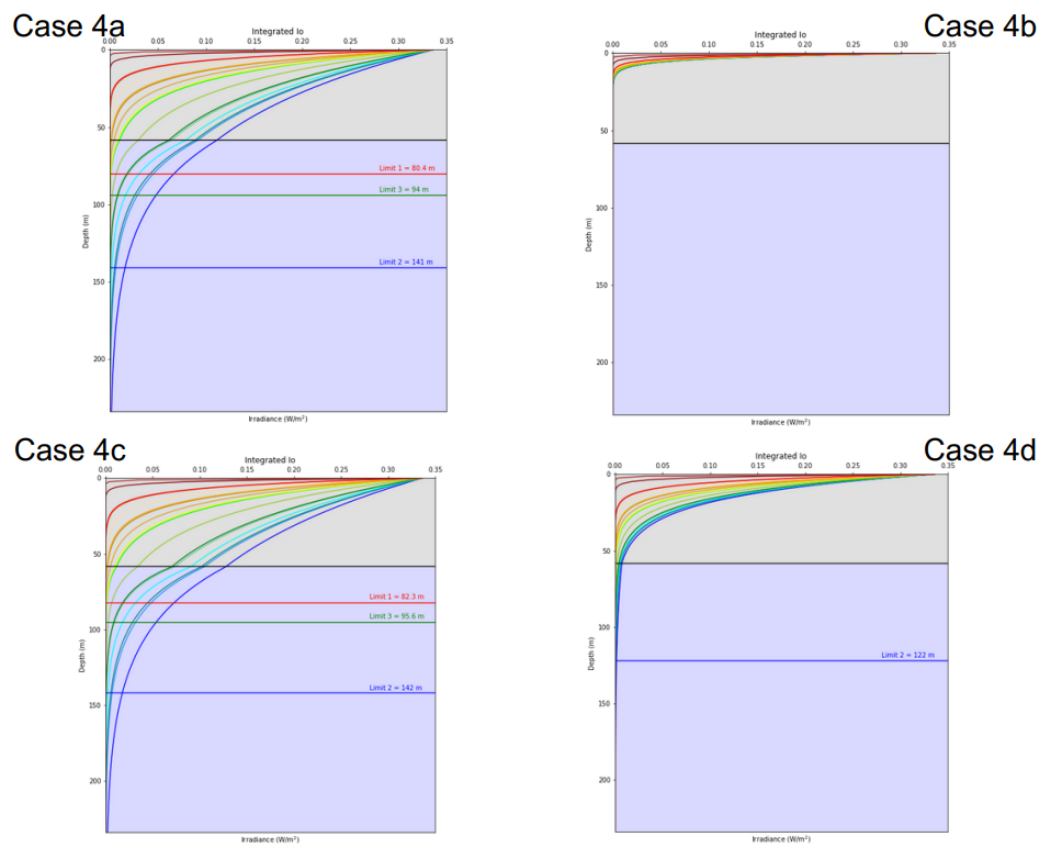 Case 4a
Integrated Io
0.00 0.05 0.10 0.15 0.20 0.25 0.30 0.35
0
50
100
150
200
Depth (m)
Limit 1 = 80.4 m
Limit 3 = 94 m
Limit 2 = 141 m
Irradiance (W/m²)
Case 4b
Integrated Io
0.00 0.05 0.10 0.15 0.20 0.25 0.30 0.35
0
50
100
150
200
Depth (m)
Irradiance (W/m²)
Case 4c
Integrated Io
0.00 0.05 0.10 0.15 0.20 0.25 0.30 0.35
0
50
100
150
200
Depth (m)
Limit 1 = 82.3 m
Limit 3 = 95.6 m
Limit 2 = 142 m
Irradiance (W/m²)
Case 4d
Integrated Io
0.00 0.05 0.10 0.15 0.20 0.25 0.30 0.35
0
50
100
150
200
Depth (m)
Limit 2 = 122 m
Irradiance (W/m²)